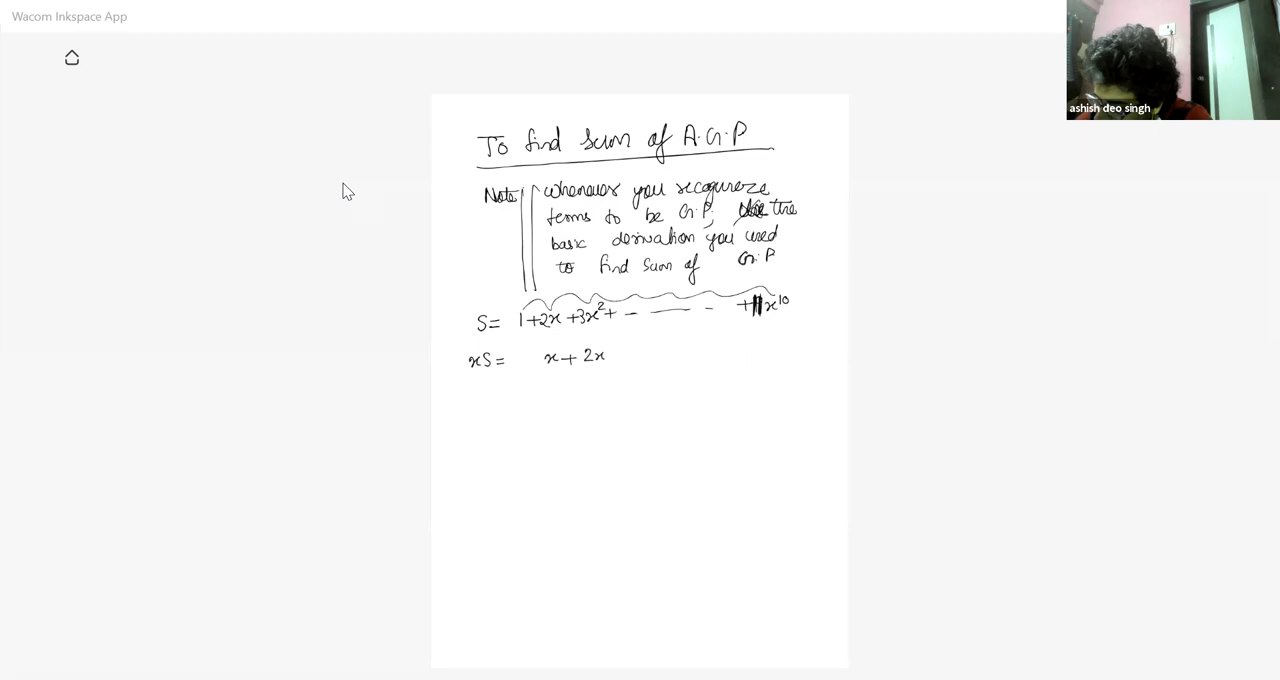 Wacom Inkspace App
ashish deo singh
To find sum of A.G.P
Note whenever you recognize
terms to be G.P, the
basic derivation you used
to find sum of G.P
S= 1+2x+3x²+ - — - +11x¹⁰
xS= x+2x